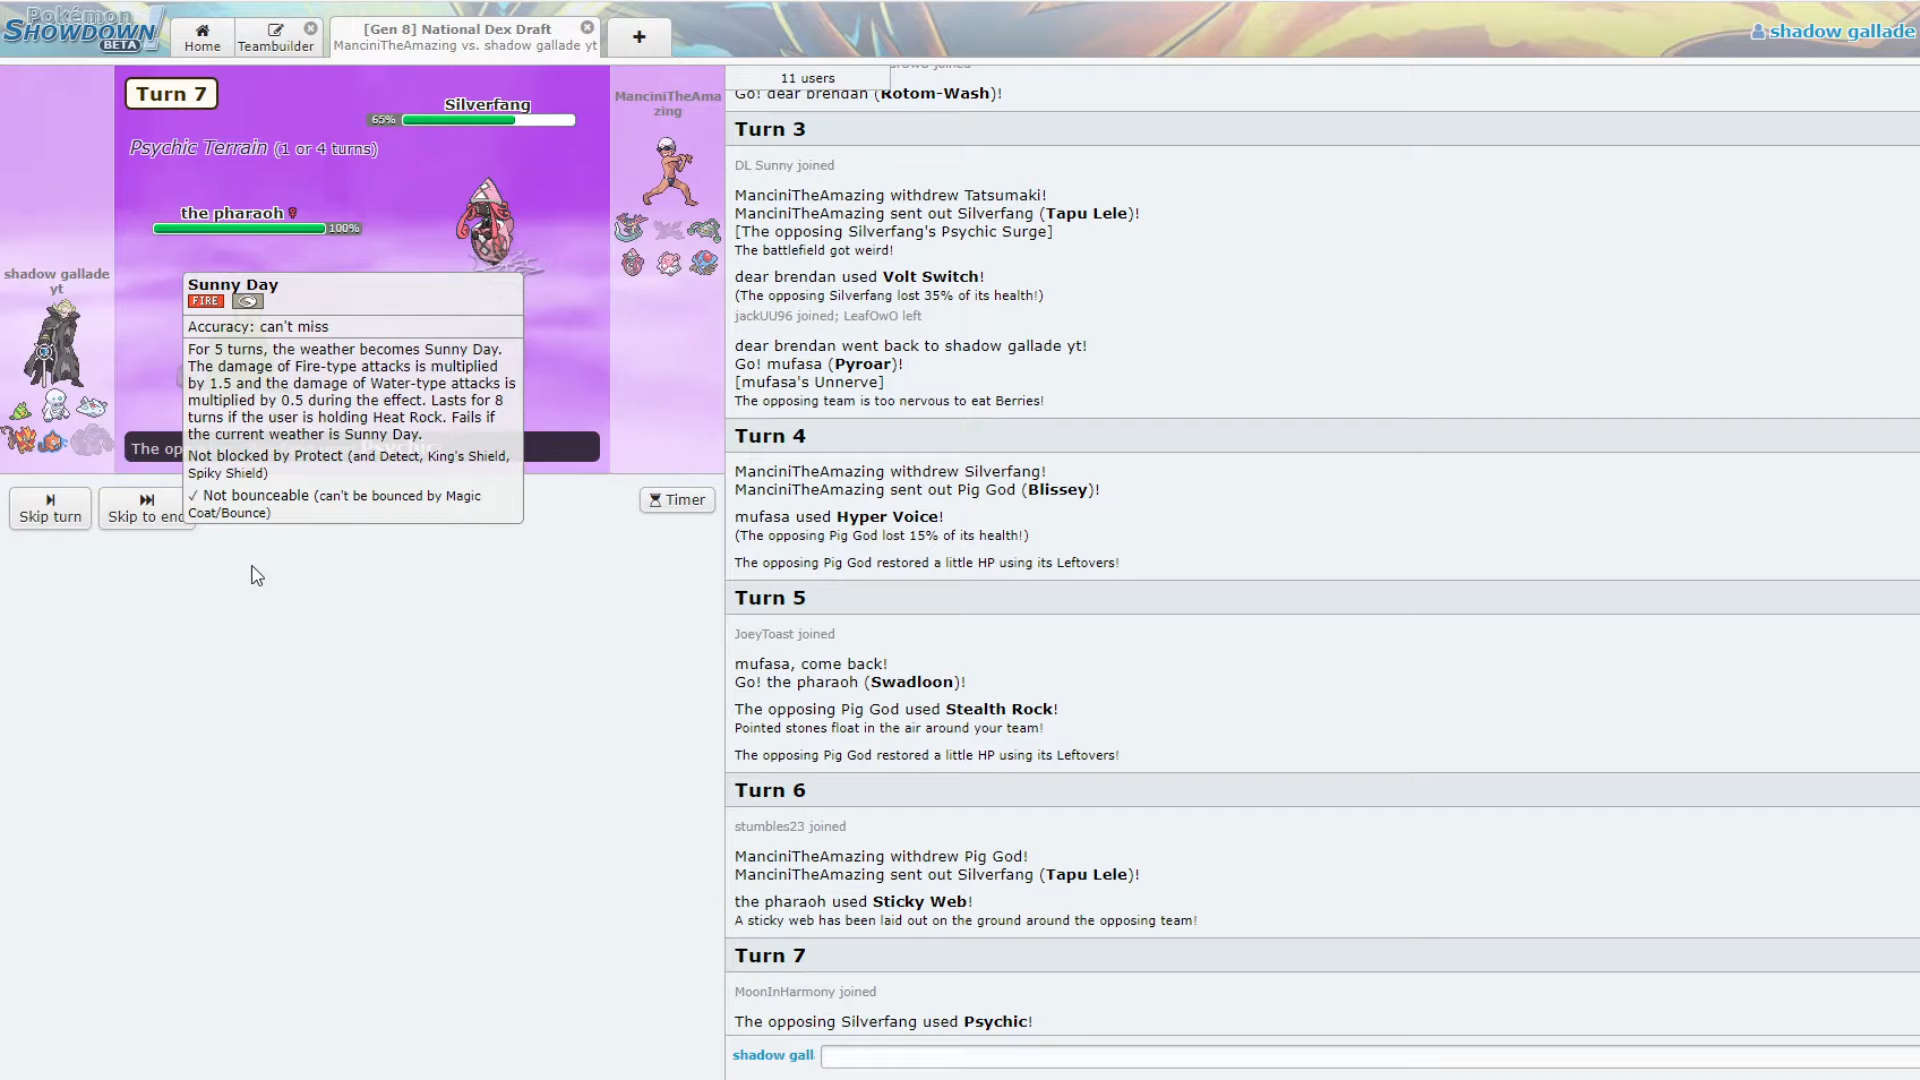 Pokémon
SHOWDOWN
BETA
Home
Teambuilder
[Gen 8] National Dex Draft
ManciniTheAmazing vs. shadow gallade yt
+
shadow gallade
Turn 7
Silverfang
65%
Psychic Terrain (1 or 4 turns)
the pharaoh
100%
ManciniTheAma
zing
shadow gallade
yt
Sunny Day
FIRE
Accuracy: can't miss
For 5 turns, the weather becomes Sunny Day.
The damage of Fire-type attacks is multiplied
by 1.5 and the damage of Water-type attacks is
multiplied by 0.5 during the effect. Lasts for 8
turns if the user is holding Heat Rock. Fails if
the current weather is Sunny Day.
Not blocked by Protect (and Detect, King's Shield,
Spiky Shield)
✓ Not bounceable (can't be bounced by Magic
Coat/Bounce)
The op
Skip turn
Skip to end
Timer
11 users
joined
Go! dear brendan (Rotom-Wash)!
Turn 3
DL Sunny joined
ManciniTheAmazing withdrew Tatsumaki!
ManciniTheAmazing sent out Silverfang (Tapu Lele)!
[The opposing Silverfang's Psychic Surge]
The battlefield got weird!
dear brendan used Volt Switch!
(The opposing Silverfang lost 35% of its health!)
jackUU96 joined; LeafOwO left
dear brendan went back to shadow gallade yt!
Go! mufasa (Pyroar)!
[mufasa's Unnerve]
The opposing team is too nervous to eat Berries!
Turn 4
ManciniTheAmazing withdrew Silverfang!
ManciniTheAmazing sent out Pig God (Blissey)!
mufasa used Hyper Voice!
(The opposing Pig God lost 15% of its health!)
The opposing Pig God restored a little HP using its Leftovers!
Turn 5
JoeyToast joined
mufasa, come back!
Go! the pharaoh (Swadloon)!
The opposing Pig God used Stealth Rock!
Pointed stones float in the air around your team!
The opposing Pig God restored a little HP using its Leftovers!
Turn 6
stumbles23 joined
ManciniTheAmazing withdrew Pig God!
ManciniTheAmazing sent out Silverfang (Tapu Lele)!
the pharaoh used Sticky Web!
A sticky web has been laid out on the ground around the opposing team!
Turn 7
MoonInHarmony joined
The opposing Silverfang used Psychic!
shadow gall